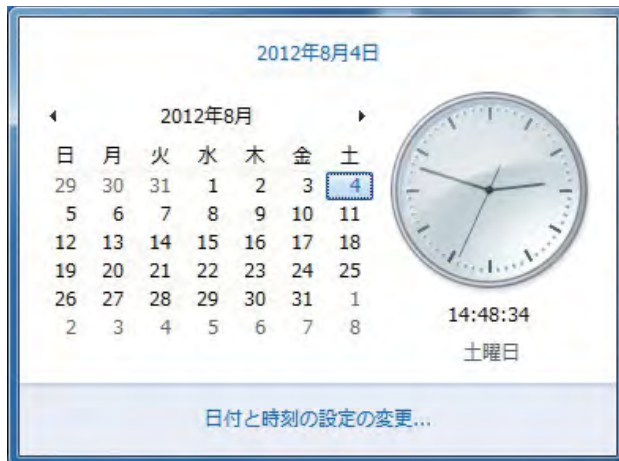 2012年8月4日
2012年8月
日 月 火 水 木 金 土
29 30 31 1 2 3 4
5 6 7 8 9 10 11
12 13 14 15 16 17 18
19 20 21 22 23 24 25
26 27 28 29 30 31 1
2 3 4 5 6 7 8
14:48:34
土曜日
日付と時刻の設定の変更...